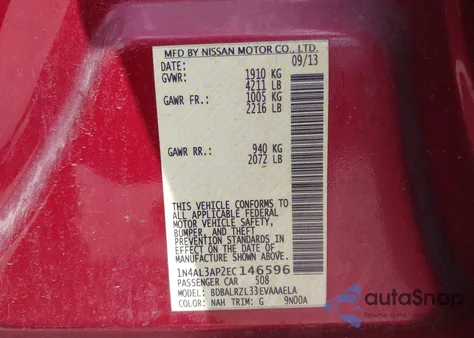 MFD BY NISSAN MOTOR CO., LTD.
DATE: 09/13
GVWR: 1910 KG
4211 LB
GAWR FR.: 1005 KG
2216 LB
GAWR RR.: 940 KG
2072 LB
THIS VEHICLE CONFORMS TO
ALL APPLICABLE FEDERAL
MOTOR VEHICLE SAFETY,
BUMPER, AND THEFT
PREVENTION STANDARDS IN
EFFECT ON THE DATE OF
MANUFACTURE SHOWN ABOVE.
1N4AL3AP2EC146596
PASSENGER CAR 508
MODEL: BDBALRZL33EVAAAELA
COLOR: NAH TRIM: G 9N00A
autoSnap